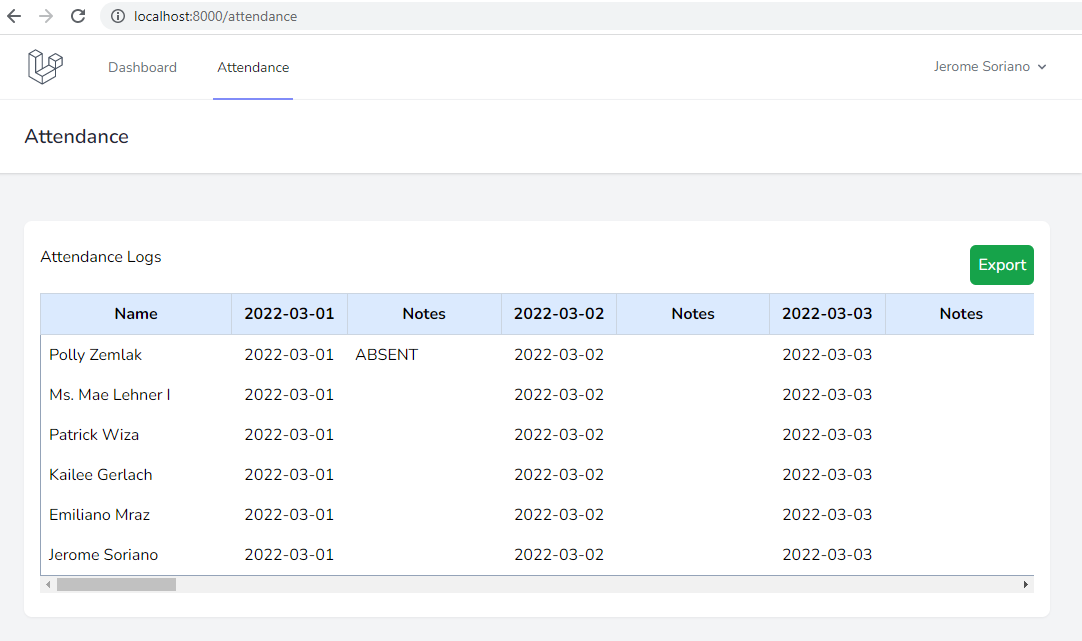 localhost:8000/attendance
Dashboard Attendance Jerome Soriano
Attendance
Attendance Logs
Export
Name 2022-03-01 Notes 2022-03-02 Notes 2022-03-03 Notes
Polly Zemlak 2022-03-01 ABSENT 2022-03-02 2022-03-03
Ms. Mae Lehner I 2022-03-01 2022-03-02 2022-03-03
Patrick Wiza 2022-03-01 2022-03-02 2022-03-03
Kailee Gerlach 2022-03-01 2022-03-02 2022-03-03
Emiliano Mraz 2022-03-01 2022-03-02 2022-03-03
Jerome Soriano 2022-03-01 2022-03-02 2022-03-03